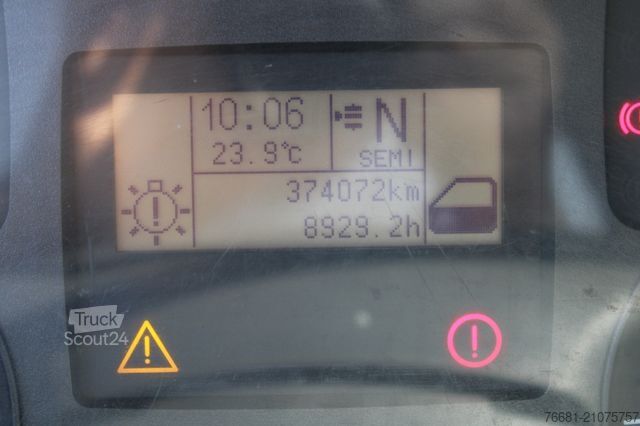 10:06
N
23.9°c
SEMI
374072km
8929.2h
Truck
Scout24
76681-21075757